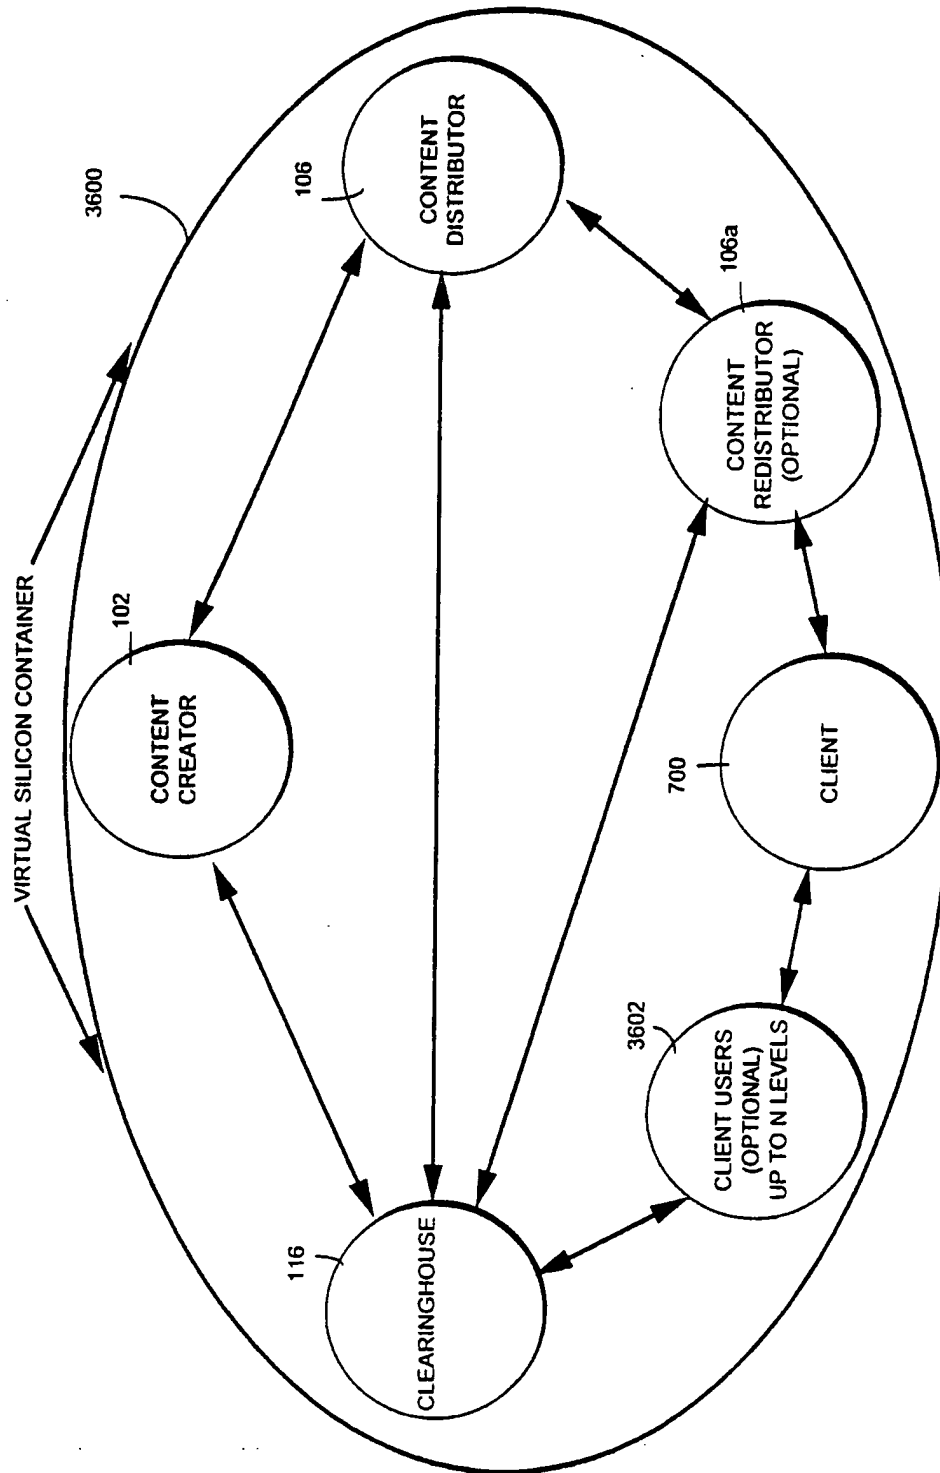 VIRTUAL SILICON CONTAINER
3600
102
CONTENT
CREATOR
106
CONTENT
DISTRIBUTOR
116
CLEARINGHOUSE
106a
CONTENT
REDISTRIBUTOR
(OPTIONAL)
3602
CLIENT USERS
(OPTIONAL)
UP TO N LEVELS
700
CLIENT